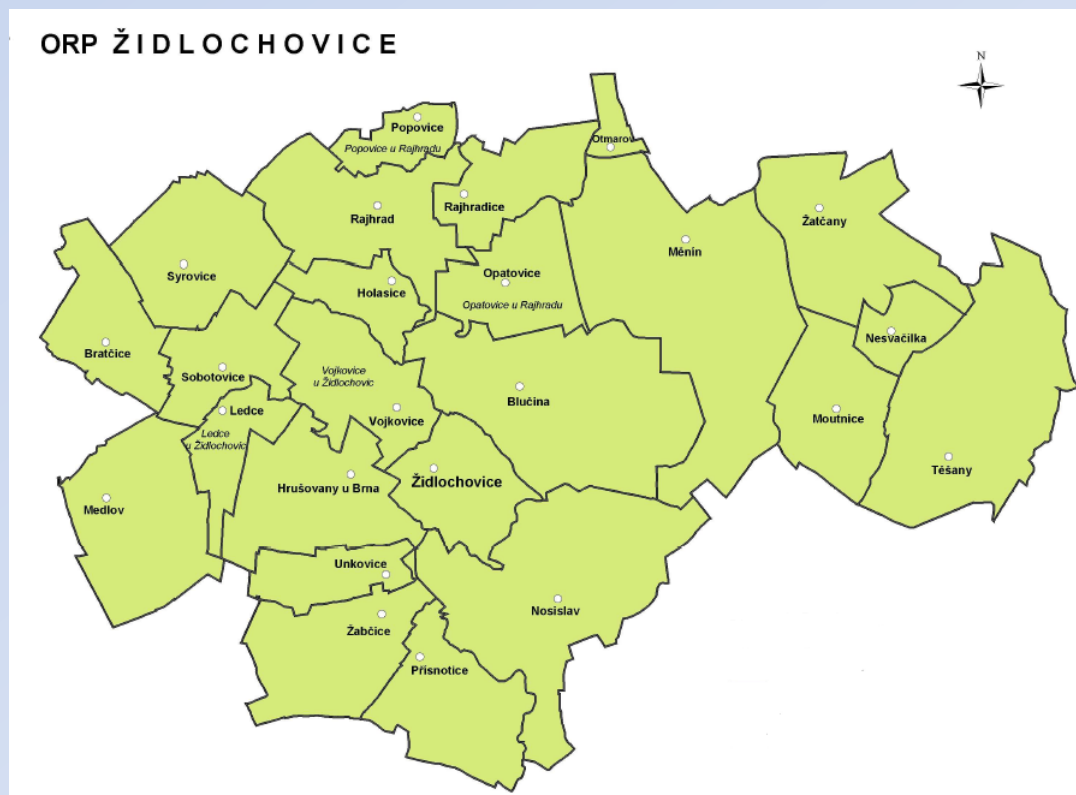 ORP ŽIDLOCHOVICE
N
Popovice
Popovice u Rajhradu
Otmarov
Rajhradice
Rajhrad
Žatčany
Měnín
Syrovice
Holasice
Opatovice
Opatovice u Rajhradu
Nesvačilka
Bratčice
Sobotovice
Vojkovice
u Židlochovic
Blučina
Ledce
Ledce
u Židlochovic
Vojkovice
Moutnice
Těšany
Židlochovice
Hrušovany u Brna
Medlov
Unkovice
Nosislav
Žabčice
Přisnotice